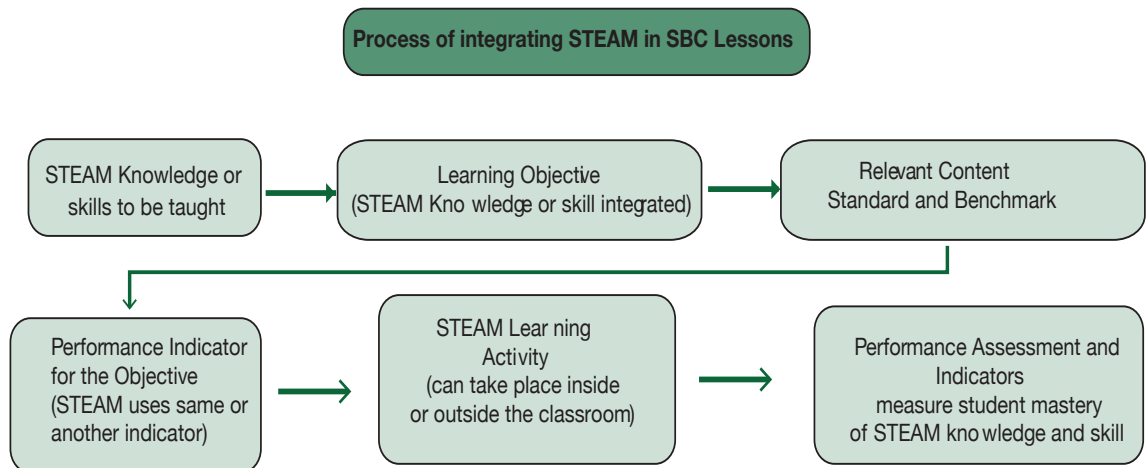 Process of integrating STEAM in SBC Lessons
STEAM Knowledge or
skills to be taught
Learning Objective
(STEAM Kno wledge or skill integrated)
Relevant Content
Standard and Benchmark
Performance Indicator
for the Objective
(STEAM uses same or
another indicator)
STEAM Lear ning
Activity
(can take place inside
or outside the classroom)
Performance Assessment and
Indicators
measure student mastery
of STEAM kno wledge and skill